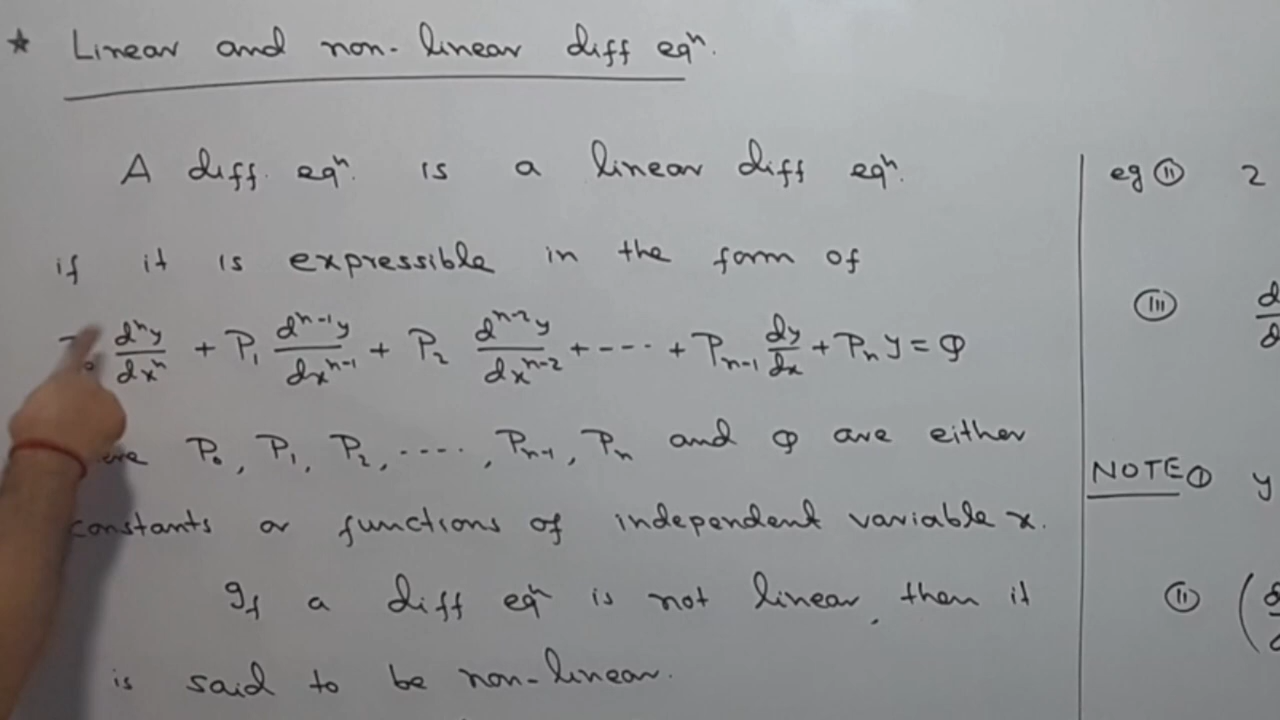 * Linear and non-linear diff eqⁿ.
A diff. eqⁿ. is a linear diff eqⁿ.
if it is expressible in the form of
dⁿy/dxⁿ + P₁ dⁿ⁻¹y/dxⁿ⁻¹ + P₂ dⁿ⁻²y/dxⁿ⁻² + ---- + Pₙ₋₁ dy/dx + Pₙ y = Q
P₀, P₁, P₂, ----, Pₙ₋₁, Pₙ and Q are either
constants or functions of independent variable x.
If a diff eqⁿ is not linear, then it
is said to be non-linear.
eg (ii) 2
(iii)
NOTE (i) y
(ii) (